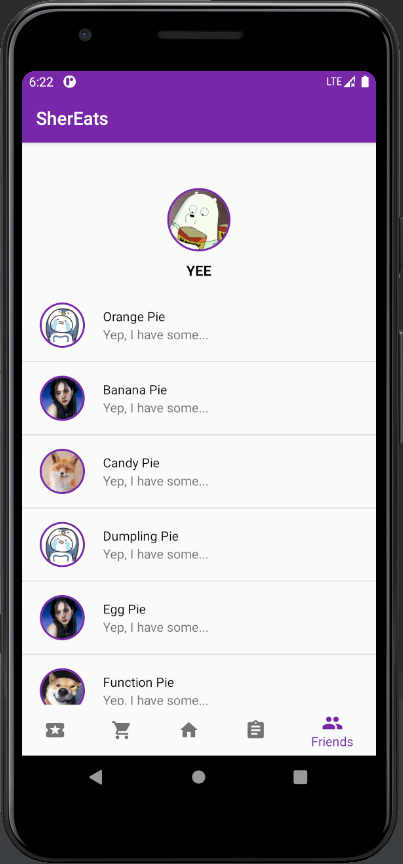 6:22 LTE
SherEats
YEE
Orange Pie
Yep, I have some...
Banana Pie
Yep, I have some...
Candy Pie
Yep, I have some...
Dumpling Pie
Yep, I have some...
Egg Pie
Yep, I have some...
Function Pie
Yep, I have some...
Friends